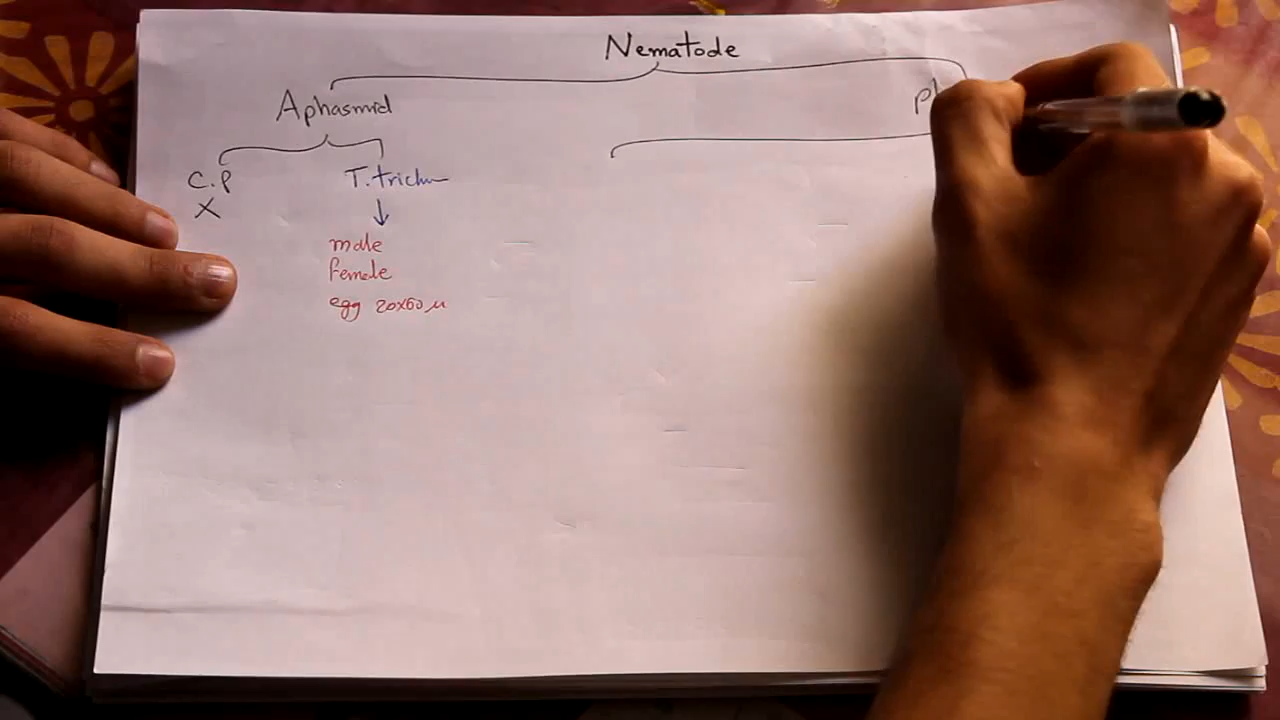 Nematode
Aphasmid
C.P T.trich
X
male
female
egg 20x60 µ